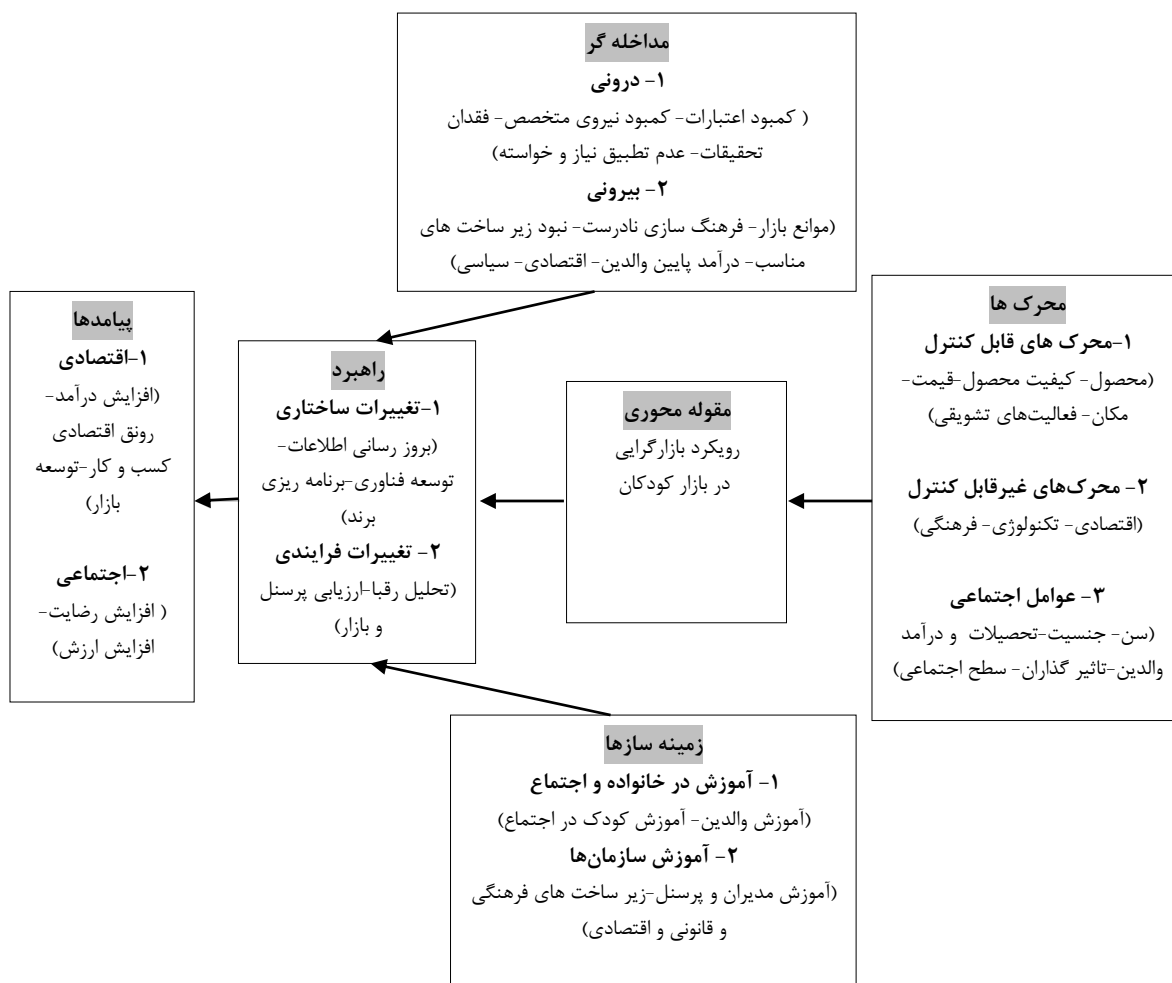 مداخله گر
۱- درونی
( کمبود اعتبارات- کمبود نیروی متخصص- فقدان
تحقیقات- عدم تطبیق نیاز و خواسته)
۲- بیرونی
(موانع بازار- فرهنگ سازی نادرست- نبود زیر ساخت های
مناسب- درآمد پایین والدین- اقتصادی- سیاسی)
محرک ها
۱-محرک های قابل کنترل
(محصول- کیفیت محصول-قیمت-
مکان- فعالیت‌های تشویقی)
۲- محرک‌های غیرقابل کنترل
(اقتصادی- تکنولوژی- فرهنگی)
۳- عوامل اجتماعی
(سن- جنسیت-تحصیلات و درآمد
والدین-تاثیر گذاران- سطح اجتماعی)
مقوله محوری
رویکرد بازارگرایی
در بازار کودکان
راهبرد
۱-تغییرات ساختاری
(بروز رسانی اطلاعات-
توسعه فناوری-برنامه ریزی
برند)
۲- تغییرات فرایندی
(تحلیل رقبا-ارزیابی پرسنل
و بازار)
پیامدها
۱-اقتصادی
(افزایش درآمد-
رونق اقتصادی
کسب و کار-توسعه
بازار)
۲-اجتماعی
( افزایش رضایت-
افزایش ارزش)
زمینه سازها
۱- آموزش در خانواده و اجتماع
(آموزش والدین- آموزش کودک در اجتماع)
۲- آموزش سازمان‌ها
(آموزش مدیران و پرسنل-زیر ساخت های فرهنگی
و قانونی و اقتصادی)